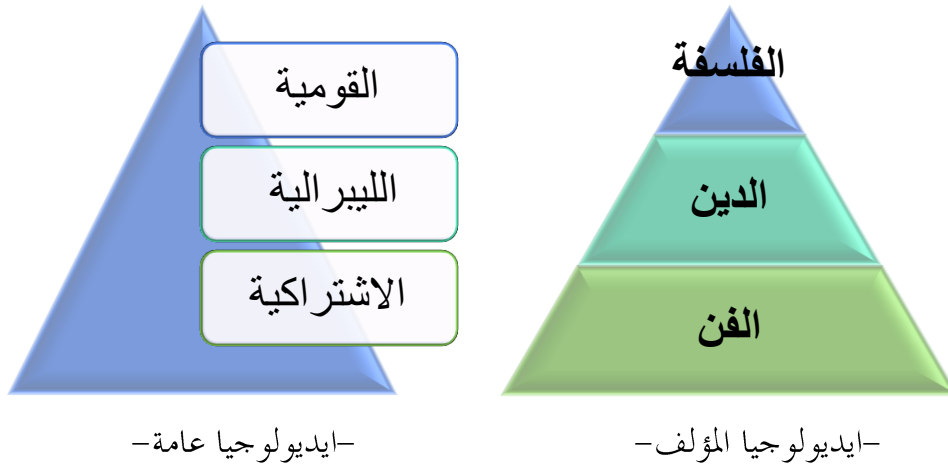 الفلسفة
الدين
الفن
-ايديولوجيا المؤلف-
القومية
الليبرالية
الاشتراكية
-ايديولوجيا عامة-